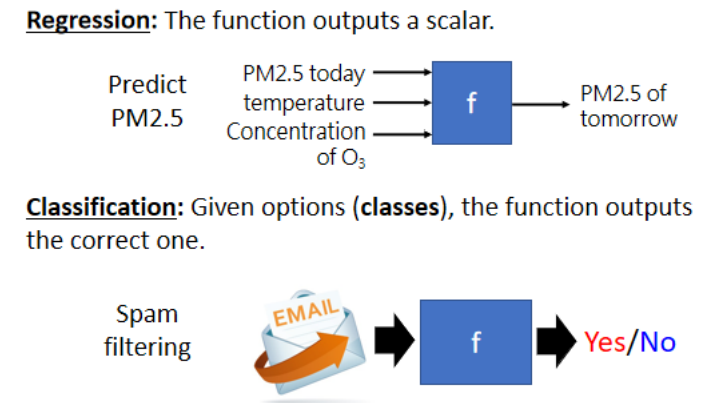 Regression: The function outputs a scalar.
Predict
PM2.5
PM2.5 today
temperature
Concentration
of O₃
f
PM2.5 of
tomorrow
Classification: Given options (classes), the function outputs
the correct one.
Spam
filtering
EMAIL
f
Yes/No